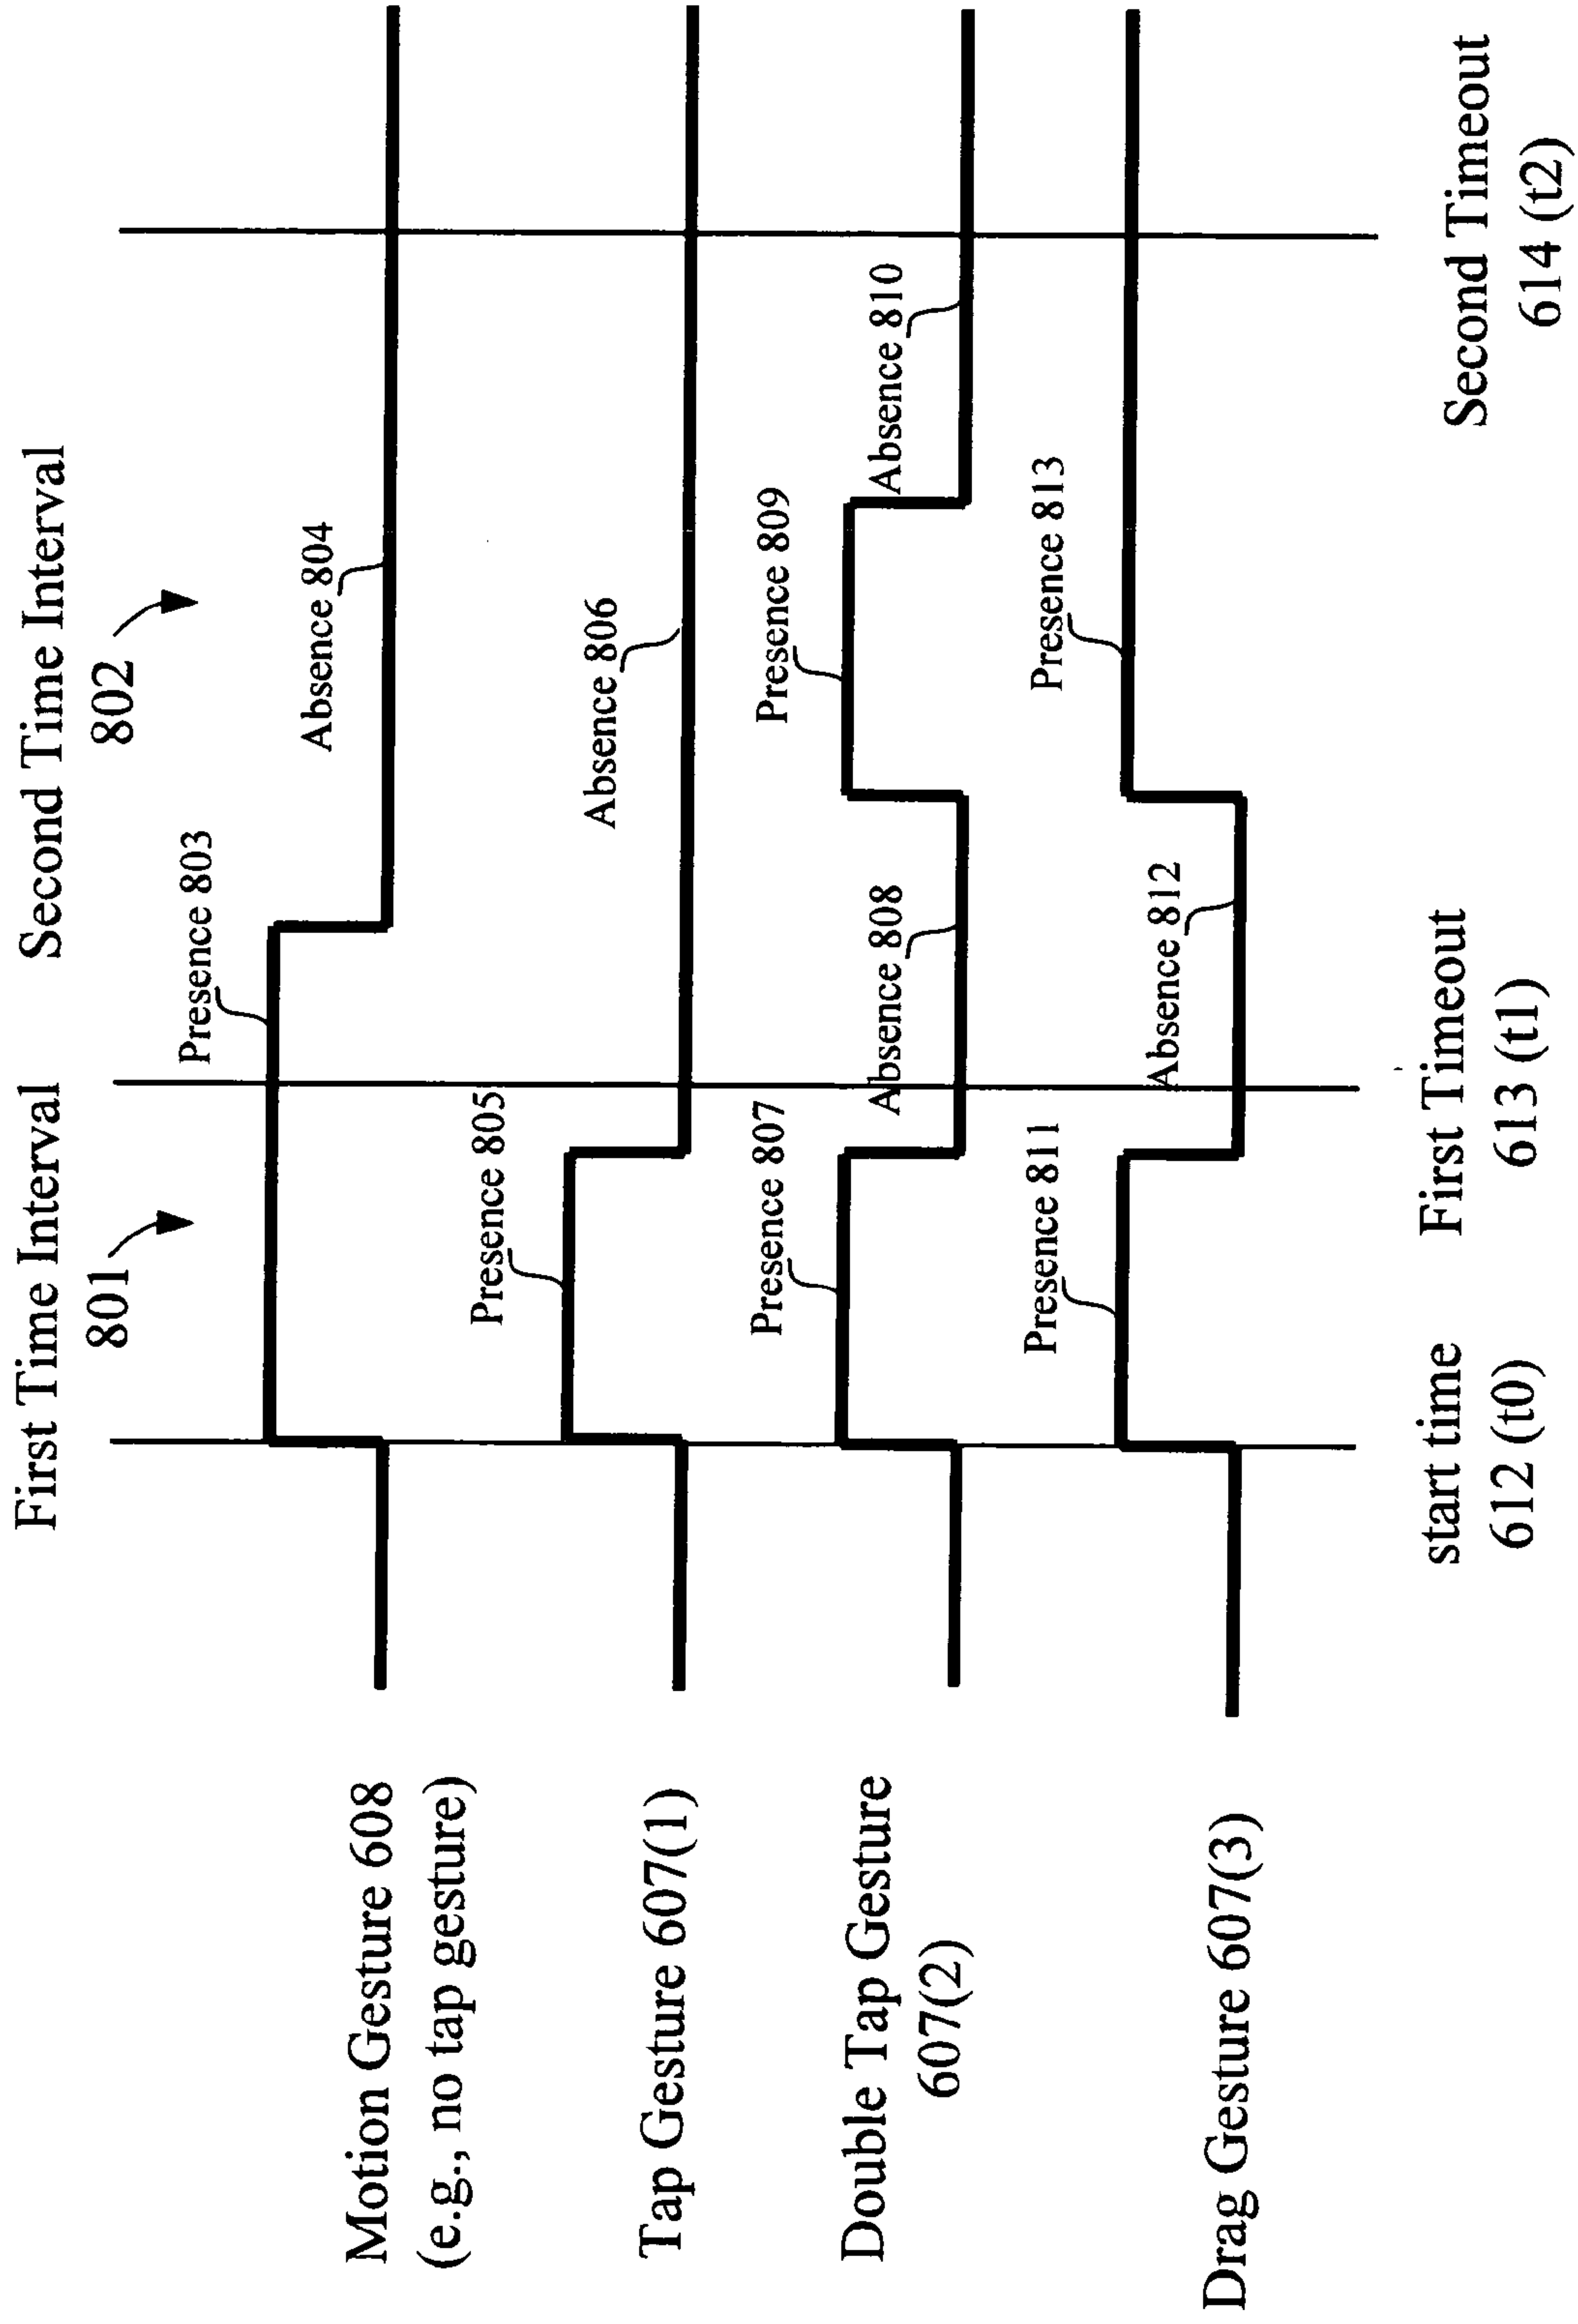 First Time Interval
801
Second Time Interval
802
Motion Gesture 608
(e.g., no tap gesture)
Presence 803
Absence 804
Tap Gesture 607(1)
Presence 805
Absence 806
Double Tap Gesture
607(2)
Presence 807
Absence 808
Presence 809
Absence 810
Drag Gesture 607(3)
Presence 811
Absence 812
Presence 813
start time
612 (t0)
First Timeout
613 (t1)
Second Timeout
614 (t2)